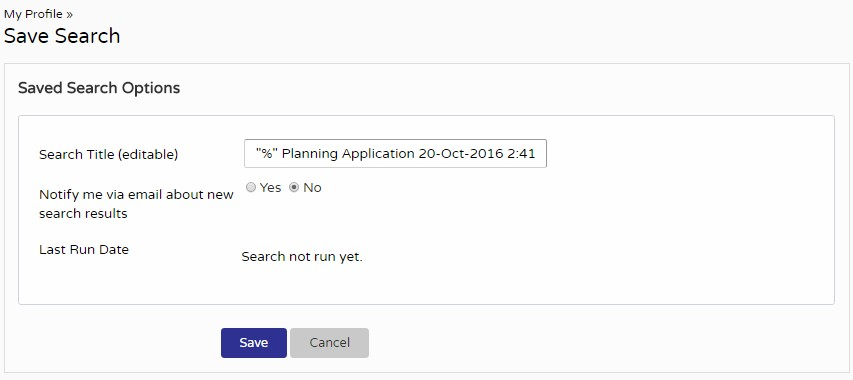 My Profile »
Save Search
Saved Search Options
Search Title (editable)
"%" Planning Application 20-Oct-2016 2:41
Notify me via email about new
search results
Yes No
Last Run Date
Search not run yet.
Save Cancel